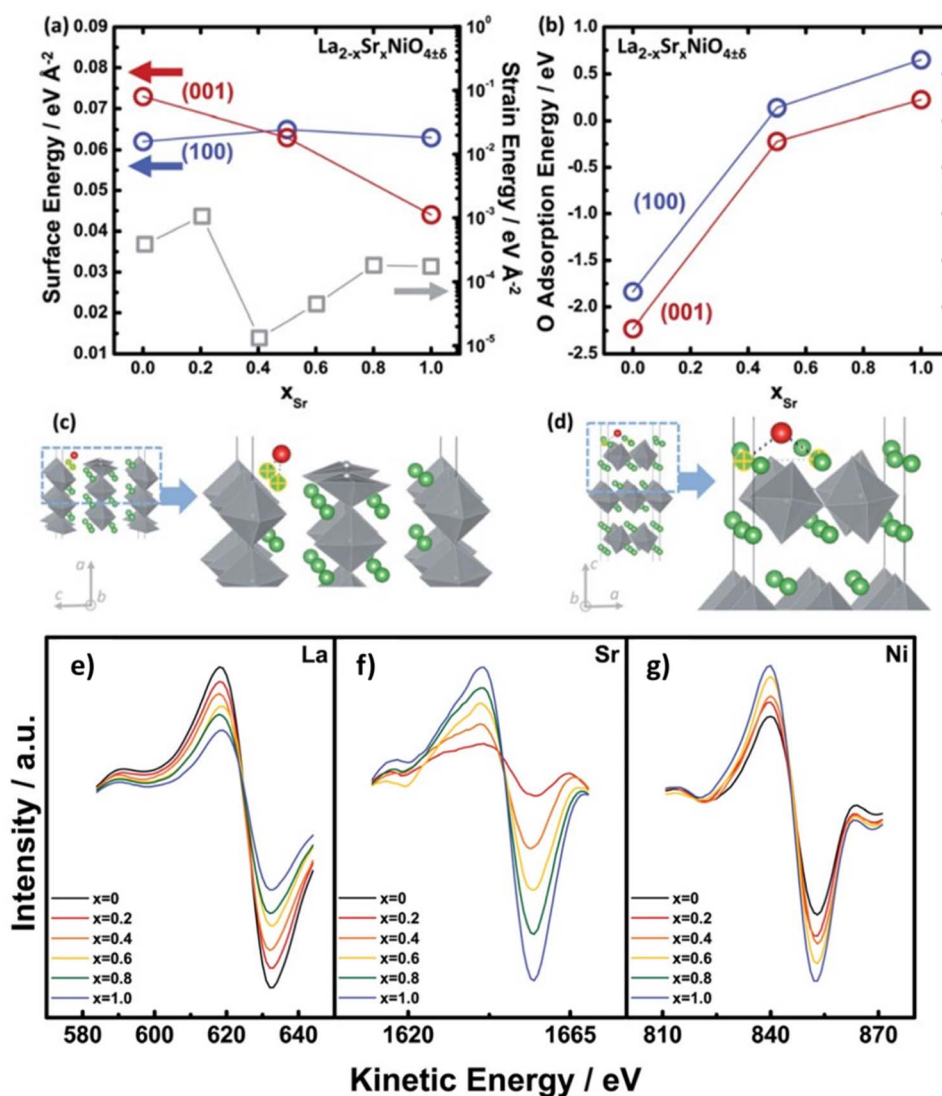 (a)
La2-xSrxNiO4±δ
(001)
(100)
Surface Energy / eV Å-2
0.09
0.08
0.07
0.06
0.05
0.04
0.03
0.02
0.01
0.0 0.2 0.4 0.6 0.8 1.0
xSr
10^0
10^-1
10^-2
10^-3
10^-4
10^-5
Strain Energy / eV Å-2
(b)
La2-xSrxNiO4±δ
(100)
(001)
O Adsorption Energy / eV
1.0
0.5
0.0
-0.5
-1.0
-1.5
-2.0
-2.5
0.0 0.2 0.4 0.6 0.8 1.0
xSr
(c)
a
c
b
(d)
c
b
a
Intensity / a.u.
e)
La
x=0
x=0.2
x=0.4
x=0.6
x=0.8
x=1.0
580 600 620 640
f)
Sr
x=0
x=0.2
x=0.4
x=0.6
x=0.8
x=1.0
1620 1665
g)
Ni
x=0
x=0.2
x=0.4
x=0.6
x=0.8
x=1.0
810 840 870
Kinetic Energy / eV